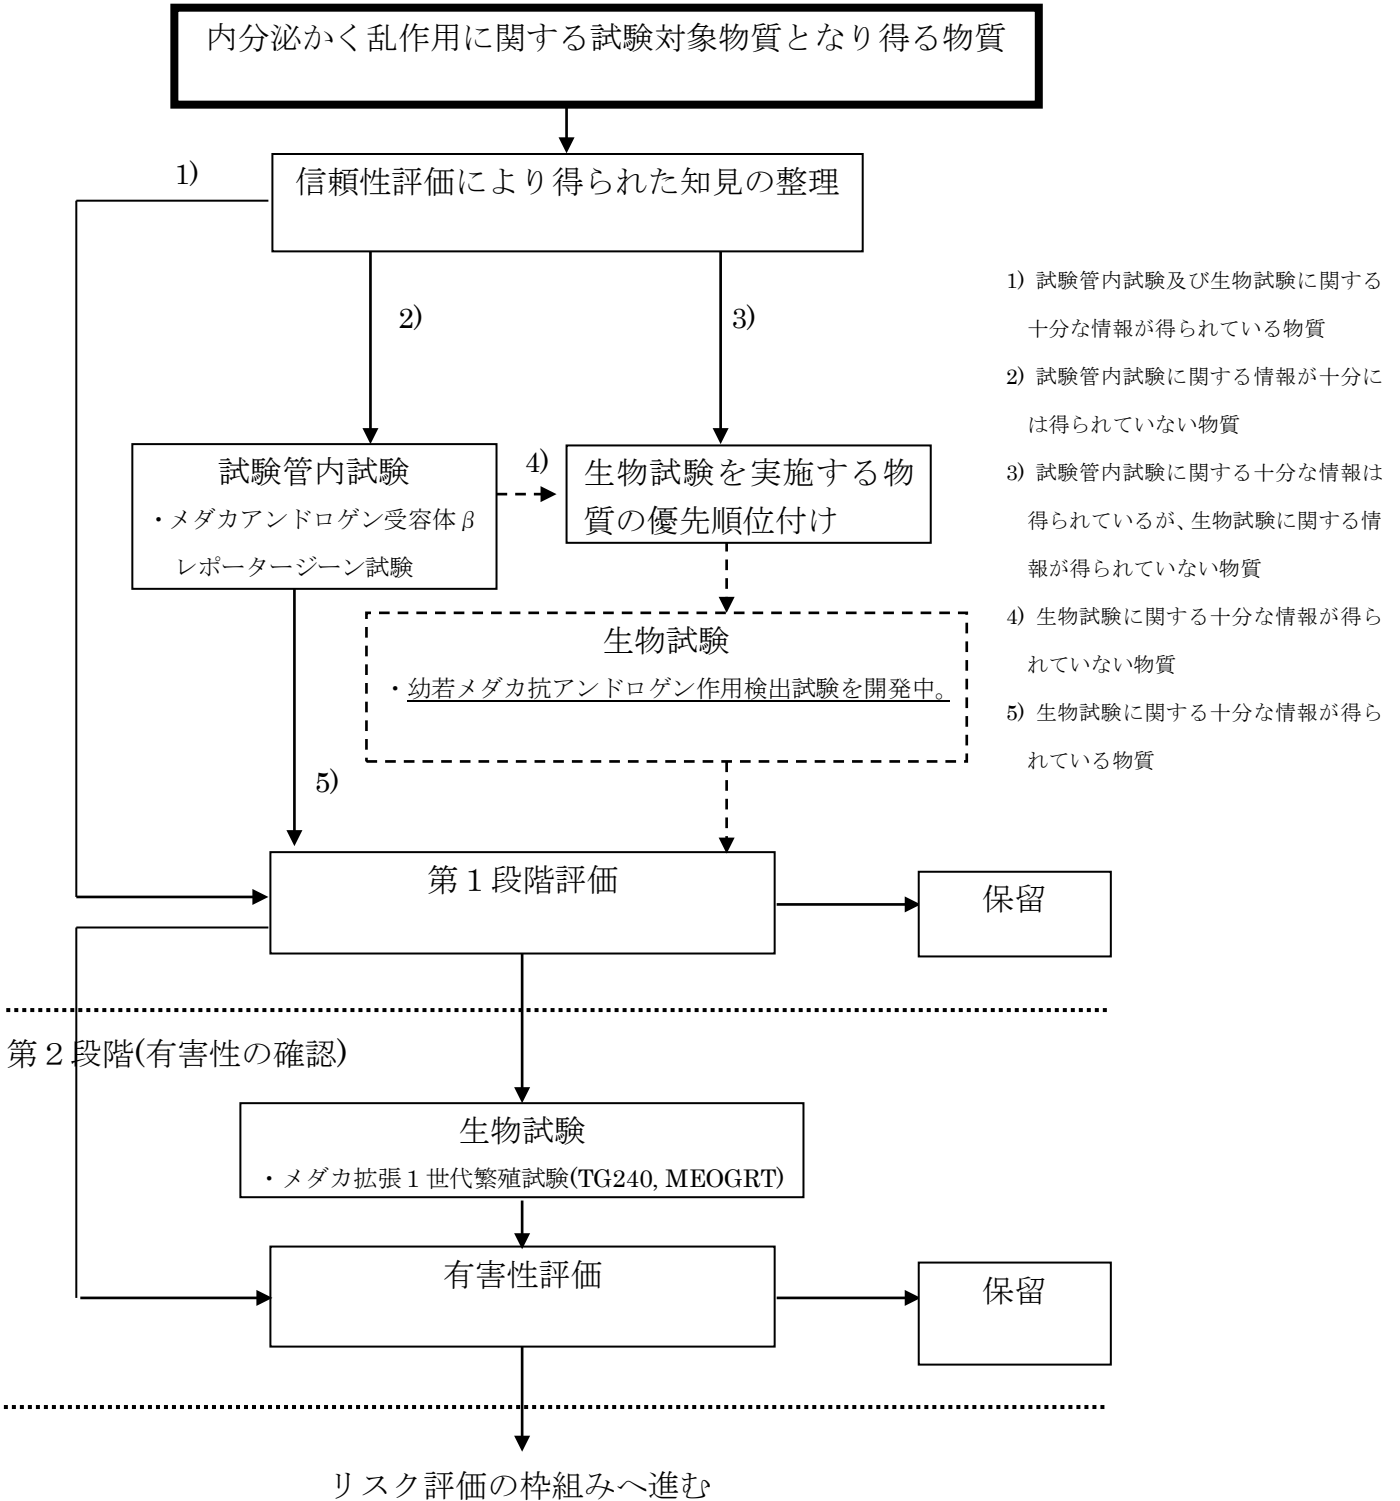 内分泌かく乱作用に関する試験対象物質となり得る物質
1)
信頼性評価により得られた知見の整理
2)
3)
1) 試験管内試験及び生物試験に関する
十分な情報が得られている物質
2) 試験管内試験に関する情報が十分に
は得られていない物質
3) 試験管内試験に関する十分な情報は
得られているが、生物試験に関する情
報が得られていない物質
4) 生物試験に関する十分な情報が得ら
れていない物質
5) 生物試験に関する十分な情報が得ら
れている物質
試験管内試験
・メダカアンドロゲン受容体β
レポータージーン試験
4)
生物試験を実施する物
質の優先順位付け
生物試験
・幼若メダカ抗アンドロゲン作用検出試験を開発中。
5)
第１段階評価
保留
第２段階(有害性の確認)
生物試験
・メダカ拡張１世代繁殖試験(TG240, MEOGRT)
有害性評価
保留
リスク評価の枠組みへ進む